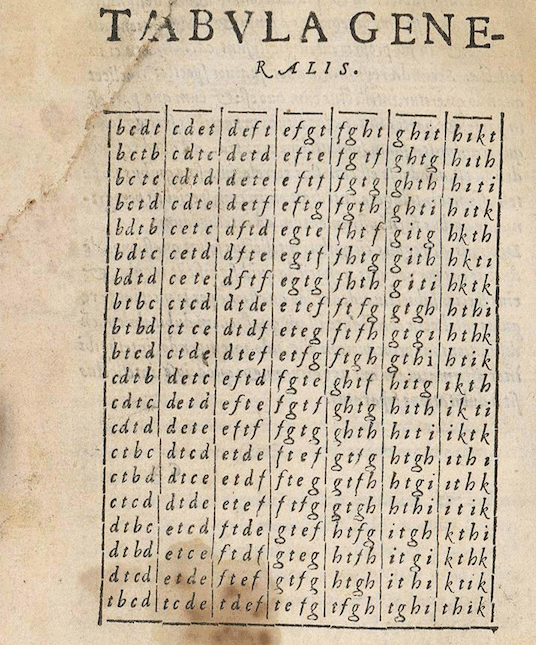 TABVLA GENE-
RALIS.
bcdt cdet deft efgt fght ghit hikt
bctb cdtc detd efte fgtf ghtg hith
bctc cdtd dete eftf fgtg ghth hiti
bctd cdte detf eftg fgth ghti hitk
bdtb cetc dftd egte fhtf gitg hkth
bdtc cetd dfte egtf fhtg gith hkti
bdtd cete dftf egtg fhth giti hktk
btbc ctcd dtde etef ftfg gtgh hthi
btbd ctce dtdf eteg ftfh gtgi hthk
btcd ctde dtef etfg ftgh gthi htik
cdtb detc eftd fgte ghtf hitg ikth
cdtc detd efte fgtf ghtg hith ikti
cdtd dete eftf fgtg ghth hiti iktk
ctbc dtcd etde ftef gtfg htgh ithi
ctbd dtce etdf fteg gtfh htgi ithk
ctcd dtde etef ftfg gtgh hthi itik
dtbc etcd ftde gtef htfg itgh kthi
dtbd etce ftdf gteg htfh itgi kthk
dtcd etde ftef gtfg htgh ithi ktik
tbcd tcde tdef tefg tfgh tghi thik